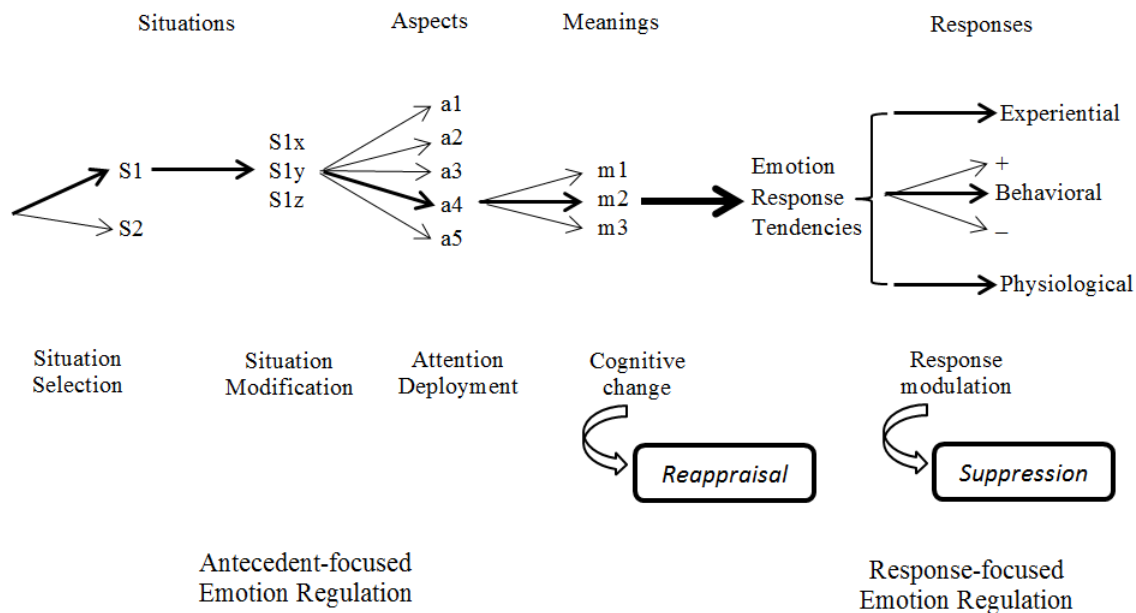 Situations Aspects Meanings Responses
a1
Experiential
a2
S1x
+
S1 S1y a3 m1 Emotion
a4 m2 Response Behavioral
S1z
S2 a5 m3 Tendencies _
Physiological
Situation Situation Attention Cognitive Response
Selection Modification Deployment change modulation
Reappraisal Suppression
Antecedent-focused Response-focused
Emotion Regulation Emotion Regulation